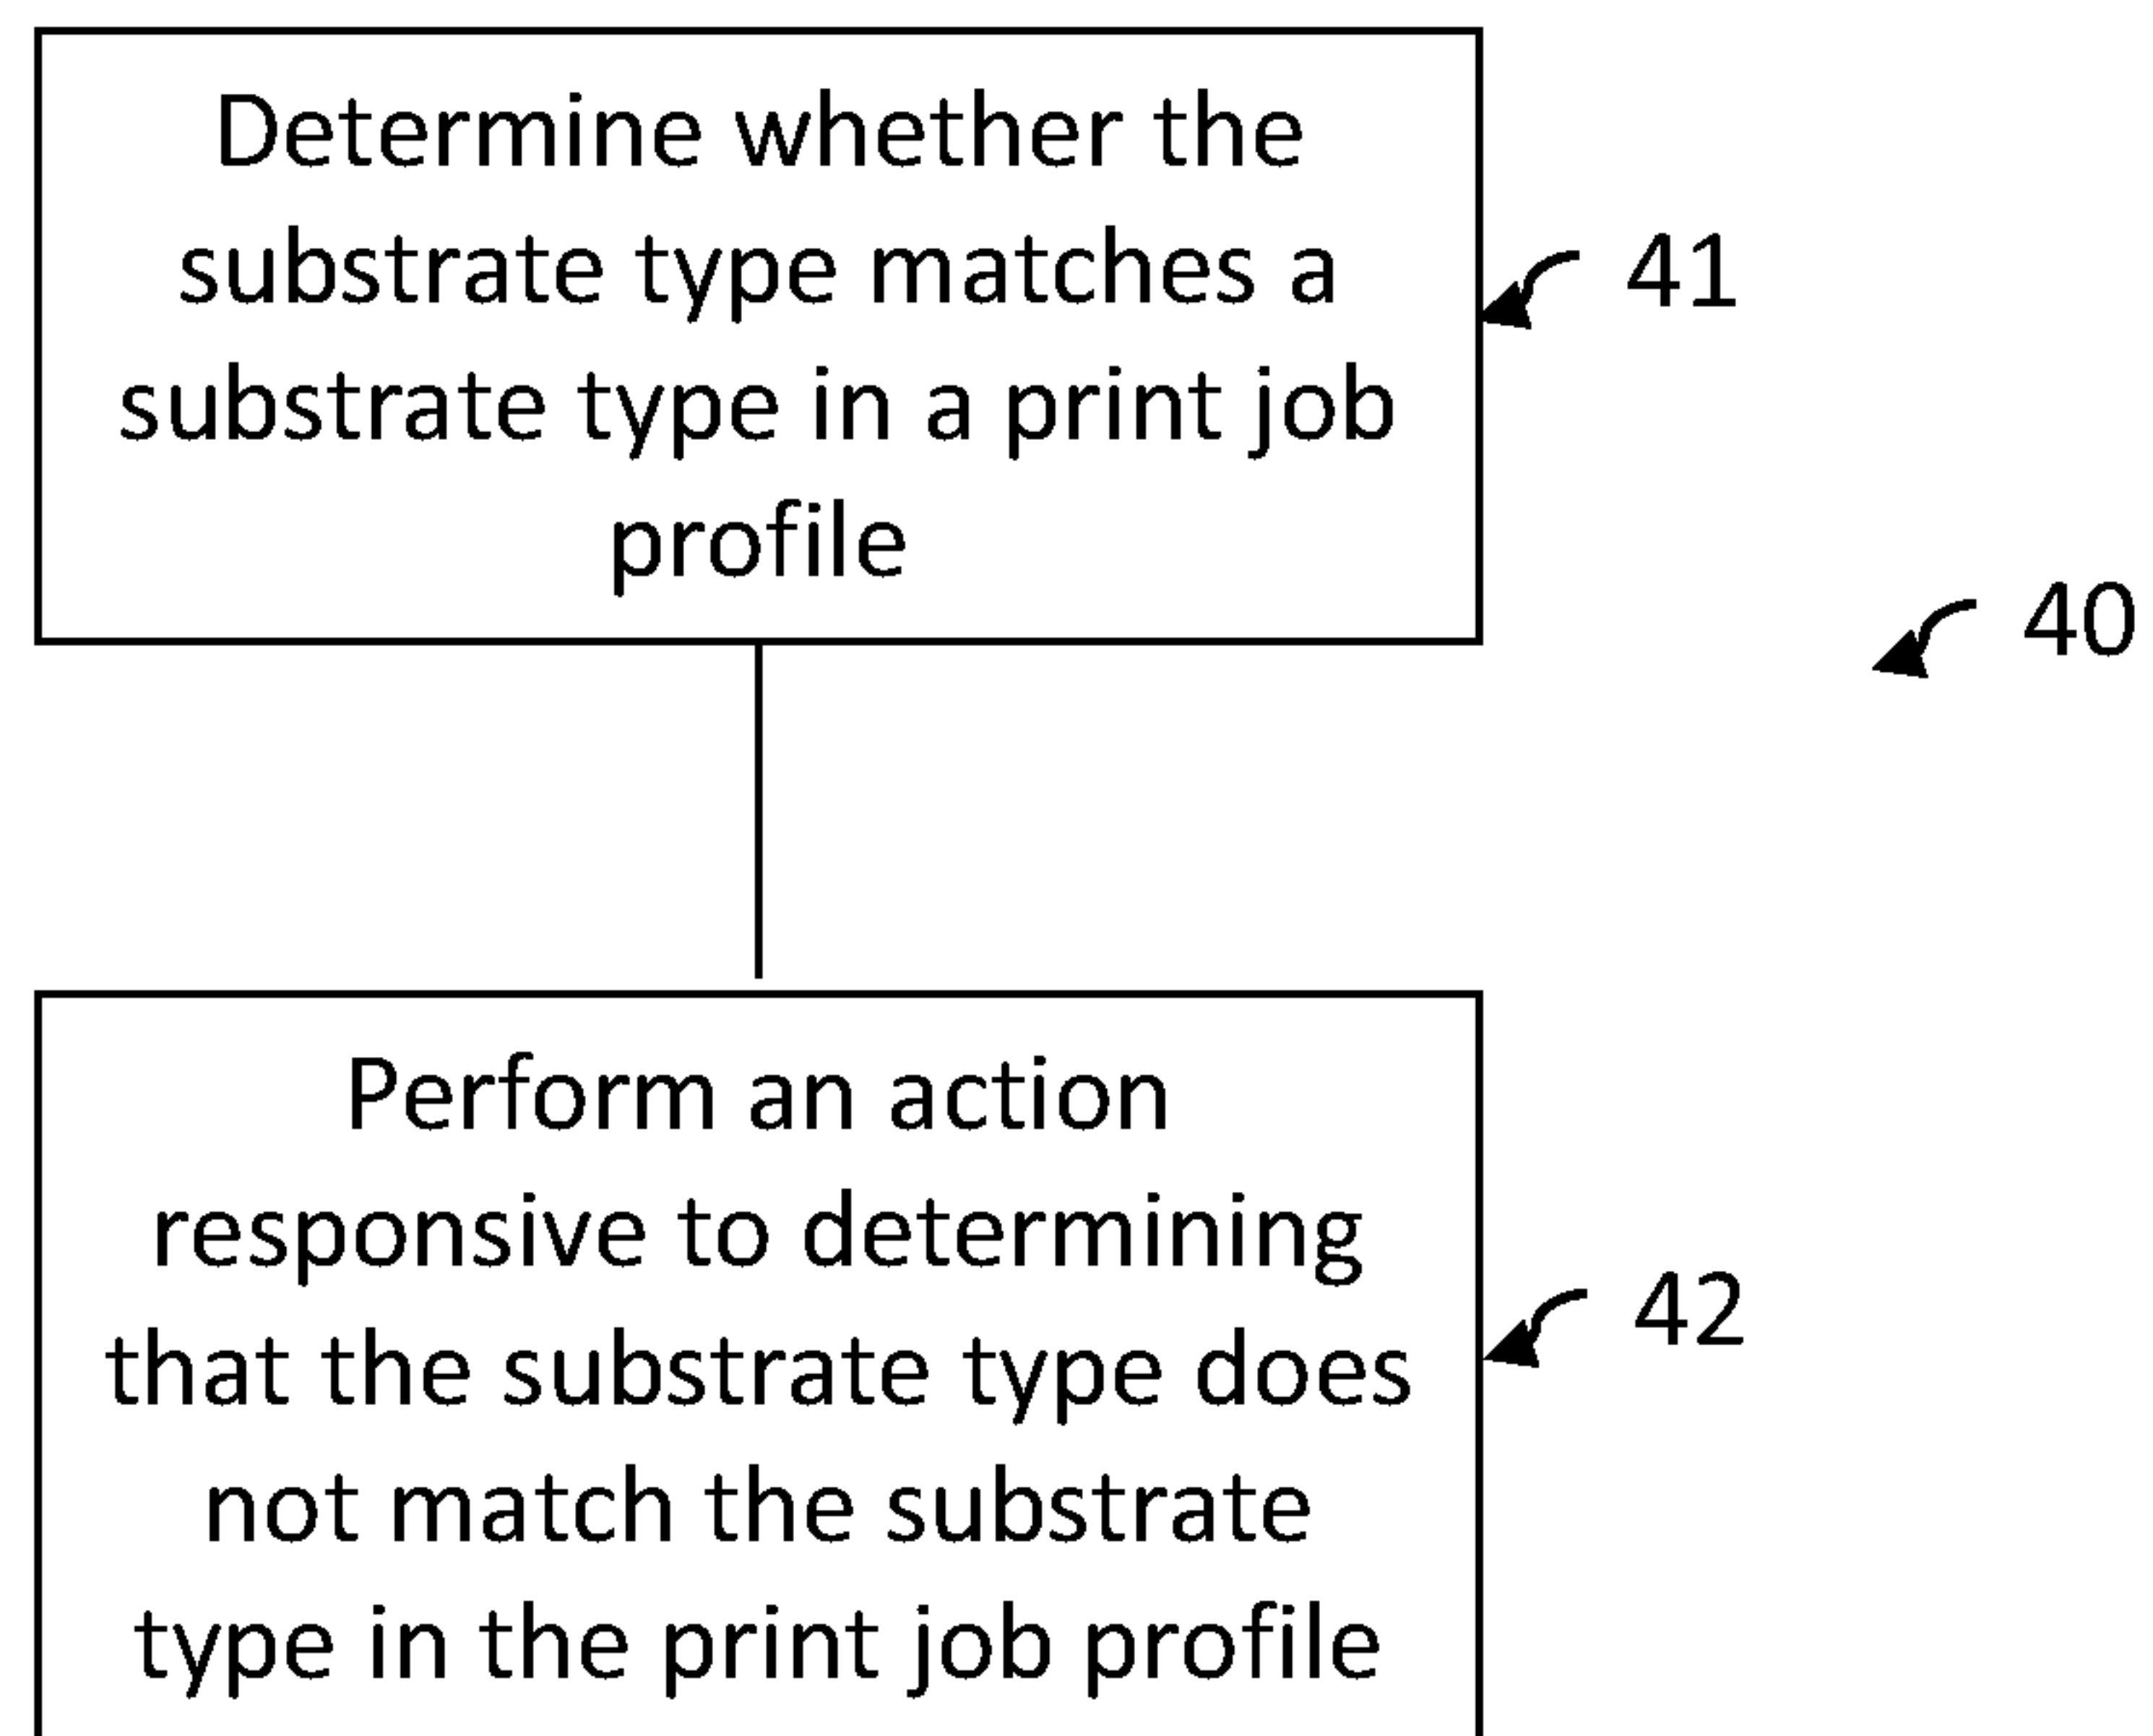 Determine whether the
substrate type matches a
substrate type in a print job
profile
41
40
Perform an action
responsive to determining
that the substrate type does
not match the substrate
type in the print job profile
42